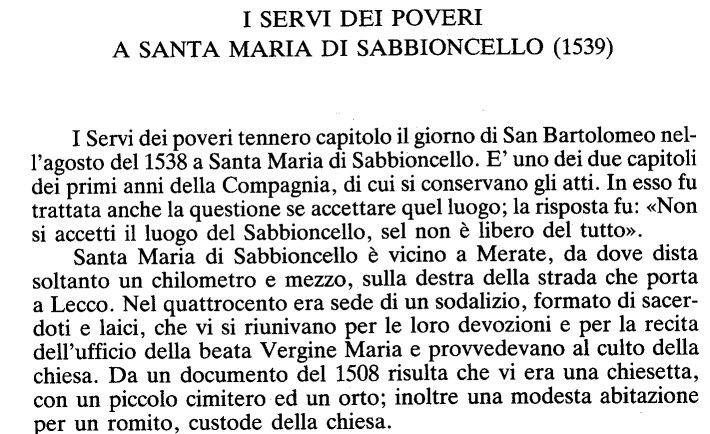 I SERVI DEI POVERI
A SANTA MARIA DI SABBIONCELLO (1539)
I Servi dei poveri tennero capitolo il giorno di San Bartolomeo nel-
l'agosto del 1538 a Santa Maria di Sabbioncello. E' uno dei due capitoli
dei primi anni della Compagnia, di cui si conservano gli atti. In esso fu
trattata anche la questione se accettare quel luogo; la risposta fu: «Non
si accetti il luogo del Sabbioncello, sel non è libero del tutto».
Santa Maria di Sabbioncello è vicino a Merate, da dove dista
soltanto un chilometro e mezzo, sulla destra della strada che porta
a Lecco. Nel quattrocento era sede di un sodalizio, formato di sacer-
doti e laici, che vi si riunivano per le loro devozioni e per la recita
dell'ufficio della beata Vergine Maria e provvedevano al culto della
chiesa. Da un documento del 1508 risulta che vi era una chiesetta,
con un piccolo cimitero ed un orto; inoltre una modesta abitazione
per un romito, custode della chiesa.